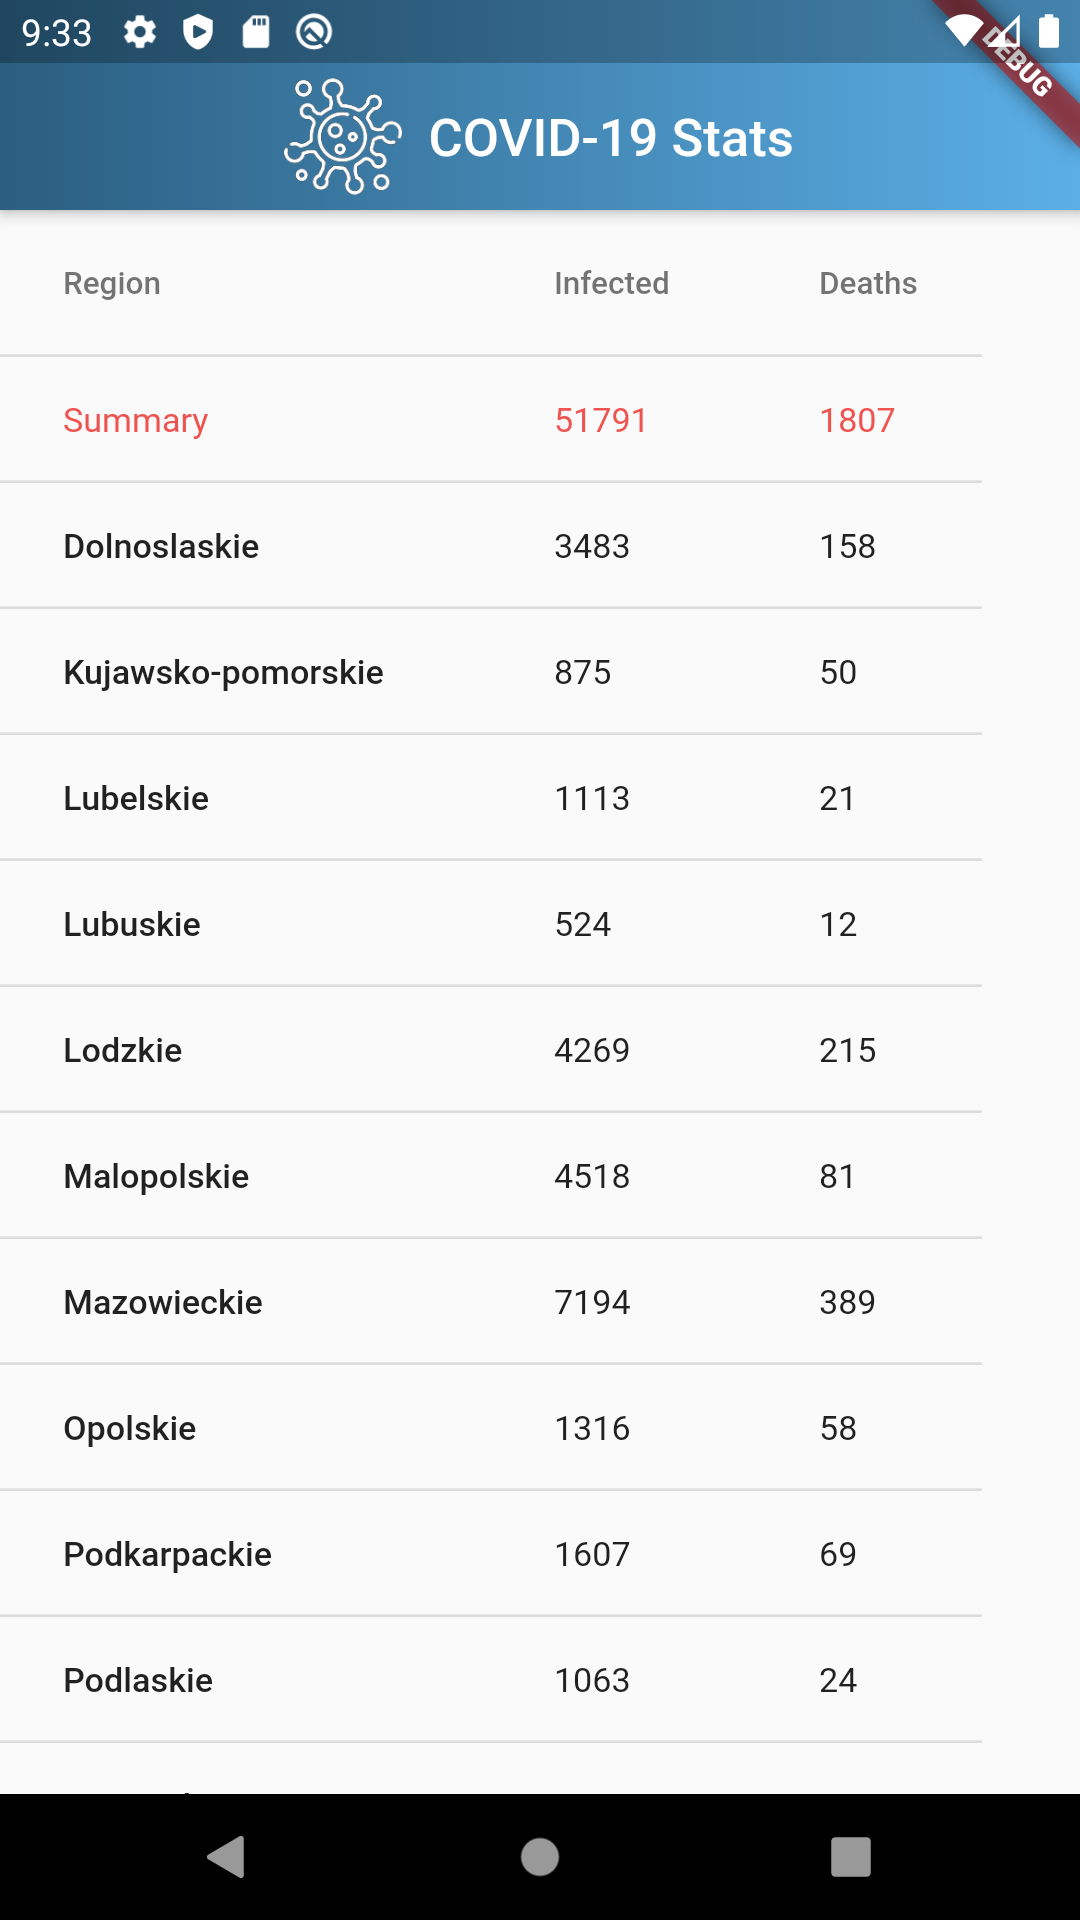 9:33
DEBUG
COVID-19 Stats
Region Infected Deaths
Summary 51791 1807
Dolnoslaskie 3483 158
Kujawsko-pomorskie 875 50
Lubelskie 1113 21
Lubuskie 524 12
Lodzkie 4269 215
Malopolskie 4518 81
Mazowieckie 7194 389
Opolskie 1316 58
Podkarpackie 1607 69
Podlaskie 1063 24